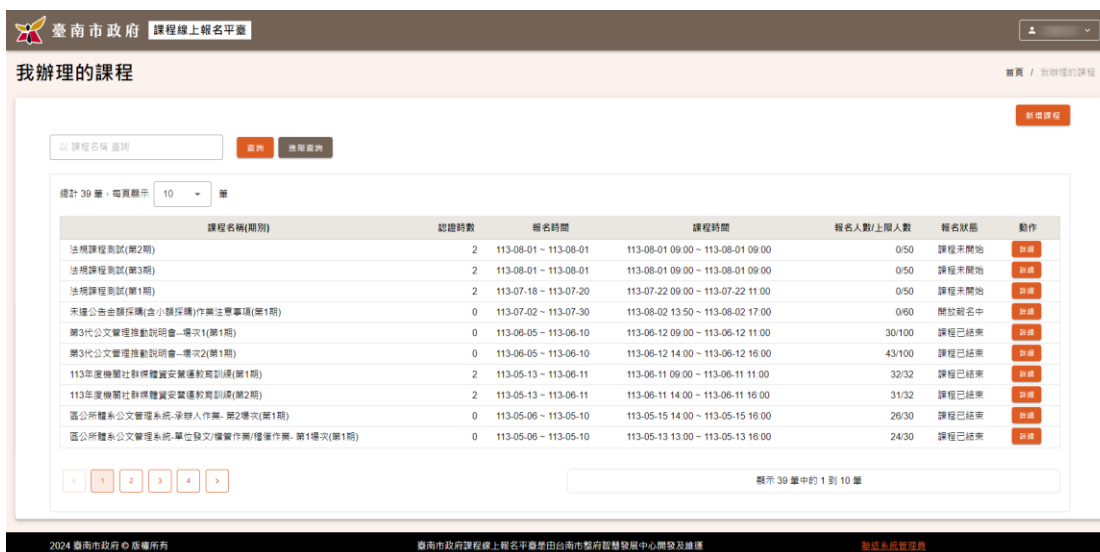 臺南市政府 課程線上報名平臺
我辦理的課程
首頁 / 我辦理的課程
新增課程
以 課程名稱 查詢 查詢 進階查詢
總計 39 筆，每頁顯示 10 筆
課程名稱(期別) 認證時數 報名時間 課程時間 報名人數/上限人數 報名狀態 動作
法規課程測試(第2期) 2 113-08-01 ~ 113-08-01 113-08-01 09:00 ~ 113-08-01 09:00 0/50 課程未開始 詳細
法規課程測試(第3期) 2 113-08-01 ~ 113-08-01 113-08-01 09:00 ~ 113-08-01 09:00 0/50 課程未開始 詳細
法規課程測試(第1期) 2 113-07-18 ~ 113-07-20 113-07-22 09:00 ~ 113-07-22 11:00 0/50 課程未開始 詳細
未達公告金額採購(含小額採購)作業注意事項(第1期) 0 113-07-02 ~ 113-07-30 113-08-02 13:50 ~ 113-08-02 17:00 0/60 開放報名中 詳細
第3代公文管理推動說明會--場次1(第1期) 0 113-06-05 ~ 113-06-10 113-06-12 09:00 ~ 113-06-12 11:00 30/100 課程已結束 詳細
第3代公文管理推動說明會--場次2(第1期) 0 113-06-05 ~ 113-06-10 113-06-12 14:00 ~ 113-06-12 16:00 43/100 課程已結束 詳細
113年度機關社群媒體資安營運教育訓練(第1期) 2 113-05-13 ~ 113-06-11 113-06-11 09:00 ~ 113-06-11 11:00 32/32 課程已結束 詳細
113年度機關社群媒體資安營運教育訓練(第2期) 2 113-05-13 ~ 113-06-11 113-06-11 14:00 ~ 113-06-11 16:00 31/32 課程已結束 詳細
區公所體系公文管理系統-承辦人作業- 第2場次(第1期) 0 113-05-06 ~ 113-05-10 113-05-15 14:00 ~ 113-05-15 16:00 26/30 課程已結束 詳細
區公所體系公文管理系統-單位發文/檔管作業/稽催作業- 第1場次(第1期) 0 113-05-06 ~ 113-05-10 113-05-13 13:00 ~ 113-05-13 16:00 24/30 課程已結束 詳細
< 1 2 3 4 > 顯示 39 筆中的 1 到 10 筆
2024 臺南市政府 © 版權所有 臺南市政府課程線上報名平臺是由台南市政府智慧發展中心開發及維運 聯絡系統管理員